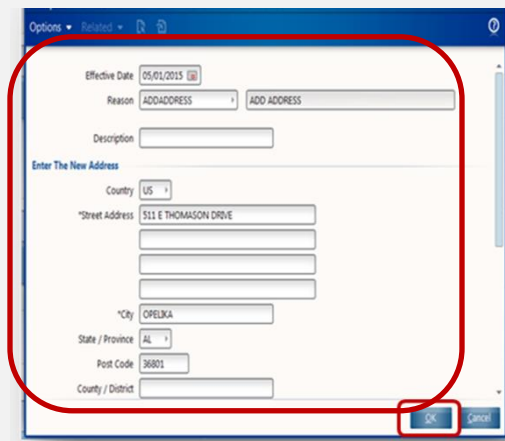 Options Related ?
Effective Date 05/01/2015
Reason ADDADDRESS ADD ADDRESS
Description
Enter The New Address
Country US
*Street Address 511 E THOMASON DRIVE
*City OPELIKA
State / Province AL
Post Code 36801
County / District
OK Cancel